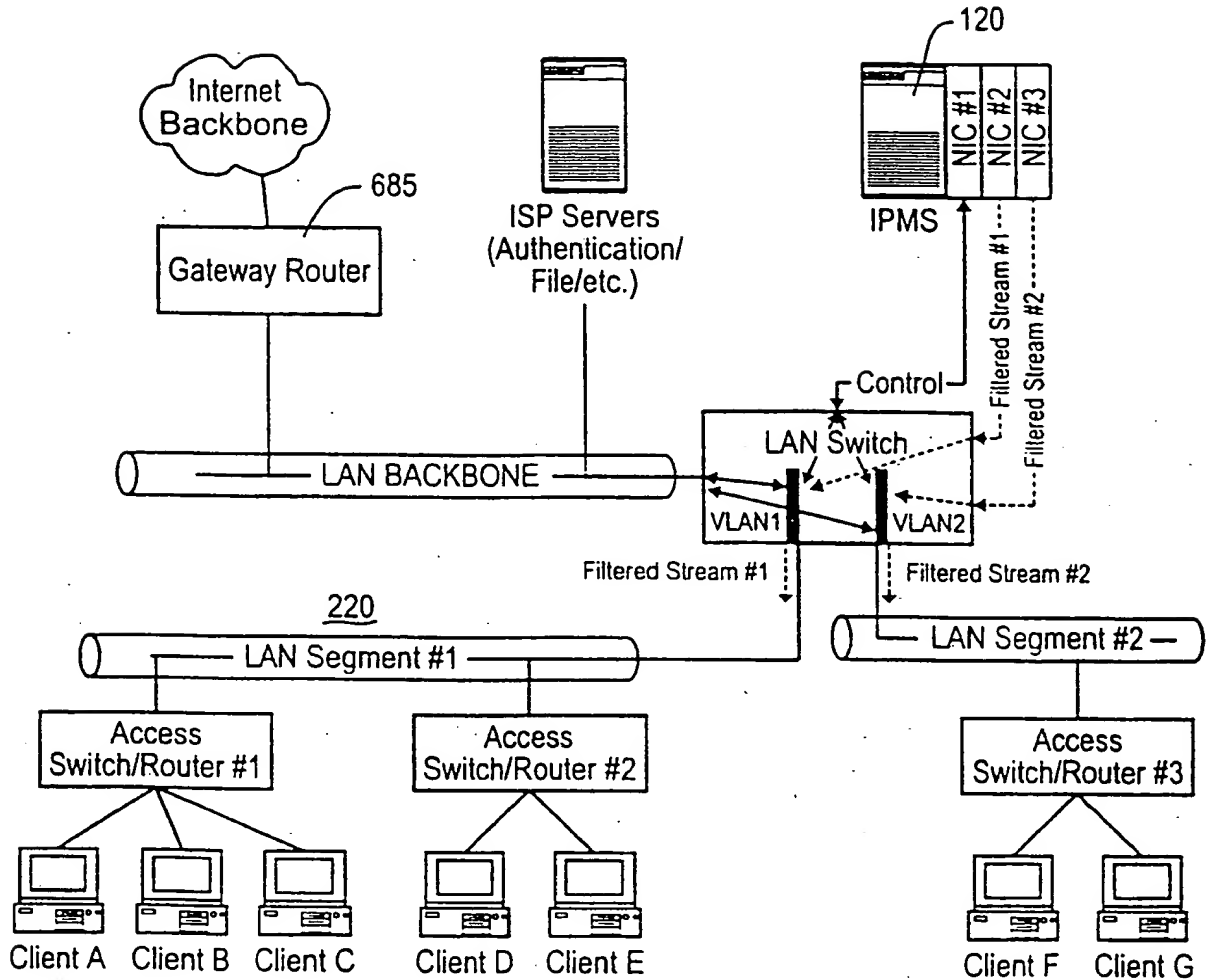 120
Internet
Backbone
685
Gateway Router
ISP Servers
(Authentication/
File/etc.)
NIC #1
NIC #2
NIC #3
IPMS
Filtered Stream #1
Filtered Stream #2
Control
LAN Switch
LAN BACKBONE
VLAN1
VLAN2
Filtered Stream #1
Filtered Stream #2
220
LAN Segment #1
LAN Segment #2
Access
Switch/Router #1
Access
Switch/Router #2
Access
Switch/Router #3
Client A
Client B
Client C
Client D
Client E
Client F
Client G